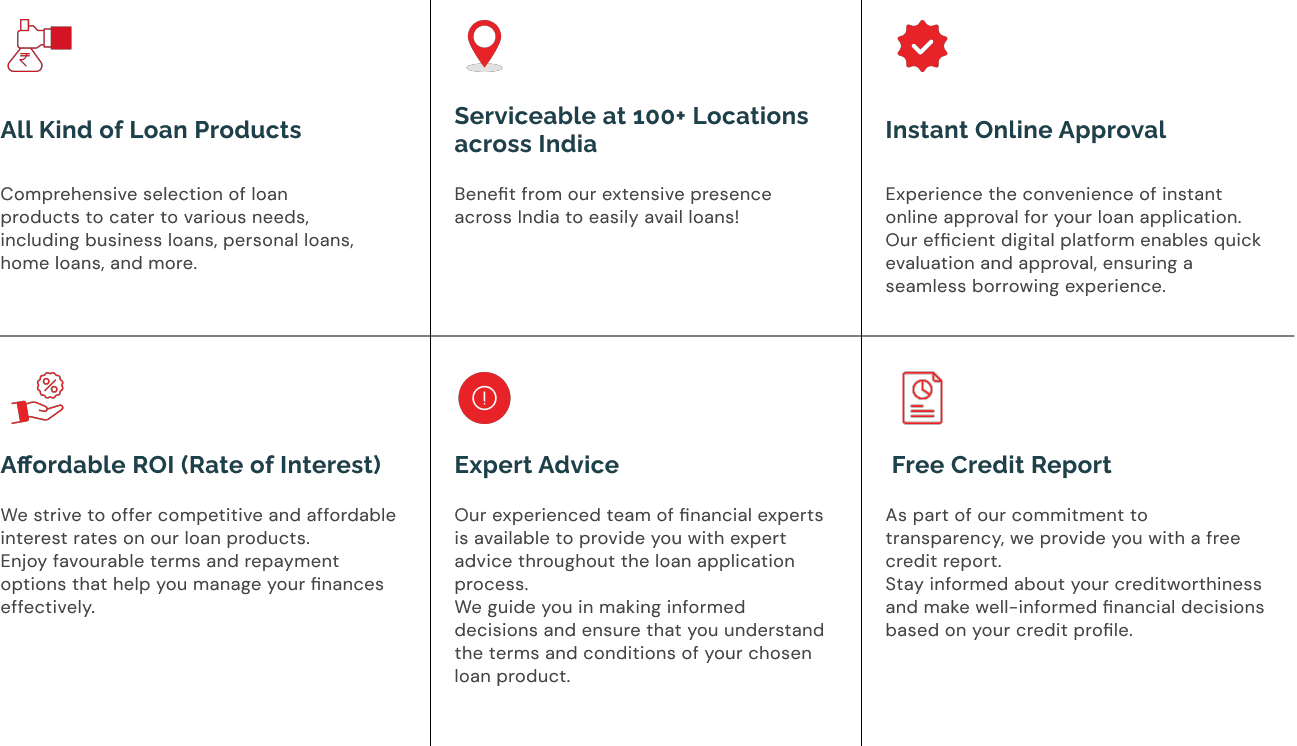 ₹
All Kind of Loan Products
Comprehensive selection of loan
products to cater to various needs,
including business loans, personal loans,
home loans, and more.
Serviceable at 100+ Locations
across India
Benefit from our extensive presence
across India to easily avail loans!
Instant Online Approval
Experience the convenience of instant
online approval for your loan application.
Our efficient digital platform enables quick
evaluation and approval, ensuring a
seamless borrowing experience.
%
Affordable ROI (Rate of Interest)
We strive to offer competitive and affordable
interest rates on our loan products.
Enjoy favourable terms and repayment
options that help you manage your finances
effectively.
!
Expert Advice
Our experienced team of financial experts
is available to provide you with expert
advice throughout the loan application
process.
We guide you in making informed
decisions and ensure that you understand
the terms and conditions of your chosen
loan product.
Free Credit Report
As part of our commitment to
transparency, we provide you with a free
credit report.
Stay informed about your creditworthiness
and make well-informed financial decisions
based on your credit profile.